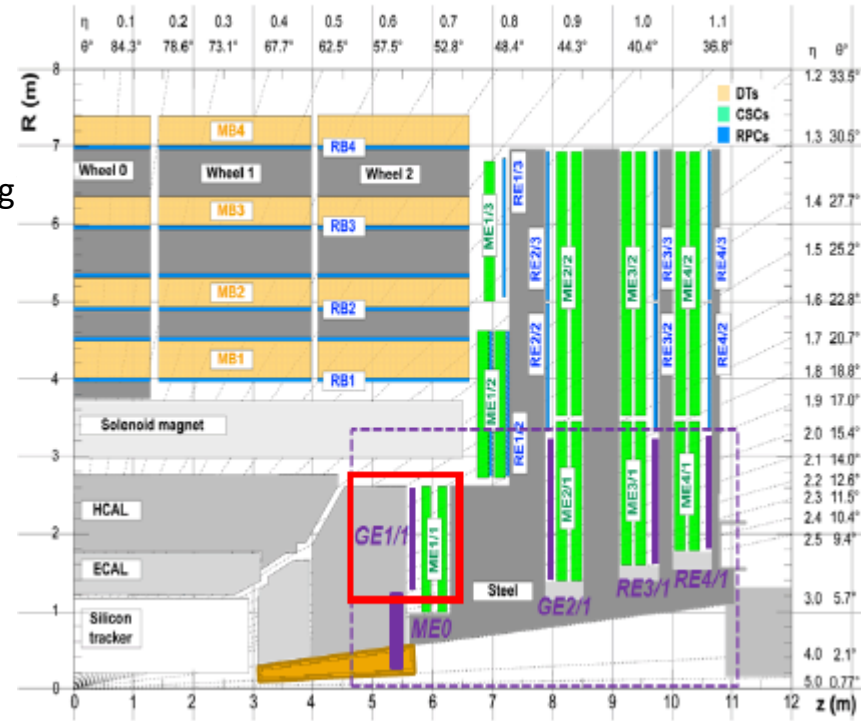 η 0.1 0.2 0.3 0.4 0.5 0.6 0.7 0.8 0.9 1.0 1.1
θ° 84.3° 78.6° 73.1° 67.7° 62.5° 57.5° 52.8° 48.4° 44.3° 40.4° 36.8° η θ°
R (m)
8
7
6
5
4
3
2
1
0
1.2 33.5°
1.3 30.5°
1.4 27.7°
1.5 25.2°
1.6 22.8°
1.7 20.7°
1.8 18.8°
1.9 17.0°
2.0 15.4°
2.1 14.0°
2.2 12.6°
2.3 11.5°
2.4 10.4°
2.5 9.4°
3.0 5.7°
4.0 2.1°
5.0 0.77°
DTs
CSCs
RPCs
g
MB4
RB4
Wheel 0 Wheel 1 Wheel 2
MB3
RB3
MB2
RB2
MB1
RB1
ME1/3
RE1/3
RE2/3
ME2/2
ME3/2
RE3/3
ME4/2
RE4/3
ME1/2
RE1/2
RE2/2
RE3/2
RE4/2
Solenoid magnet
HCAL
ECAL
Silicon
tracker
GE1/1
ME1/1
ME2/1
ME3/1
ME4/1
Steel
ME0
GE2/1
RE3/1
RE4/1
0 1 2 3 4 5 6 7 8 9 10 11 12
z (m)